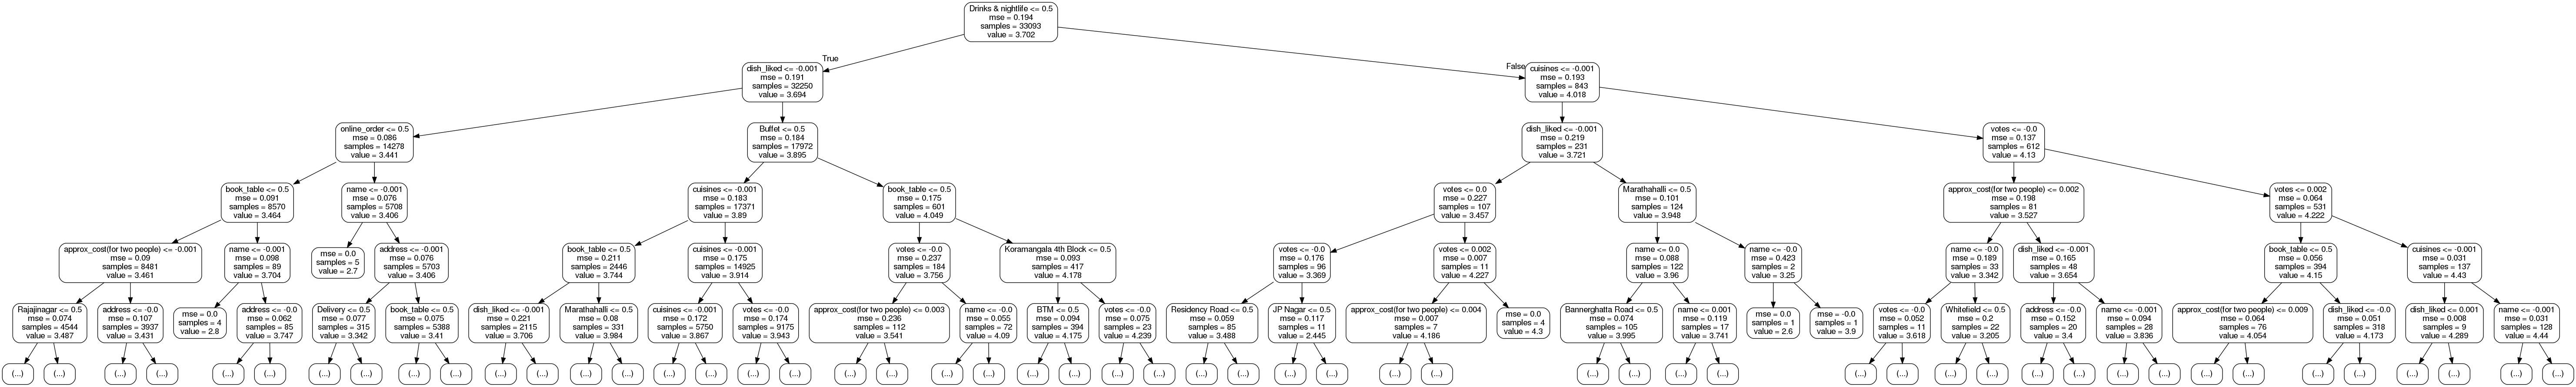 Drinks & nightlife <= 0.5
mse = 0.194
samples = 33093
value = 3.702
True
False
dish_liked <= -0.001
mse = 0.191
samples = 32250
value = 3.694
cuisines <= -0.001
mse = 0.193
samples = 843
value = 4.018
online_order <= 0.5
mse = 0.086
samples = 14278
value = 3.441
Buffet <= 0.5
mse = 0.184
samples = 17972
value = 3.895
dish_liked <= -0.001
mse = 0.219
samples = 231
value = 3.721
votes <= -0.0
mse = 0.137
samples = 612
value = 4.13
book_table <= 0.5
mse = 0.091
samples = 8570
value = 3.464
name <= -0.001
mse = 0.076
samples = 5708
value = 3.406
cuisines <= -0.001
mse = 0.183
samples = 17371
value = 3.89
book_table <= 0.5
mse = 0.175
samples = 601
value = 4.049
votes <= 0.0
mse = 0.227
samples = 107
value = 3.457
Marathahalli <= 0.5
mse = 0.101
samples = 124
value = 3.948
approx_cost(for two people) <= 0.002
mse = 0.198
samples = 81
value = 3.527
votes <= 0.002
mse = 0.064
samples = 531
value = 4.222
approx_cost(for two people) <= -0.001
mse = 0.09
samples = 8481
value = 3.461
name <= -0.001
mse = 0.098
samples = 89
value = 3.704
mse = 0.0
samples = 5
value = 2.7
address <= -0.001
mse = 0.076
samples = 5703
value = 3.406
book_table <= 0.5
mse = 0.211
samples = 2446
value = 3.744
cuisines <= -0.001
mse = 0.175
samples = 14925
value = 3.914
votes <= -0.0
mse = 0.237
samples = 184
value = 3.756
Koramangala 4th Block <= 0.5
mse = 0.093
samples = 417
value = 4.178
votes <= -0.0
mse = 0.176
samples = 96
value = 3.369
votes <= 0.002
mse = 0.007
samples = 11
value = 4.227
name <= 0.0
mse = 0.088
samples = 122
value = 3.96
name <= -0.0
mse = 0.423
samples = 2
value = 3.25
name <= -0.0
mse = 0.189
samples = 33
value = 3.342
dish_liked <= -0.001
mse = 0.165
samples = 48
value = 3.654
book_table <= 0.5
mse = 0.056
samples = 394
value = 4.15
cuisines <= -0.001
mse = 0.031
samples = 137
value = 4.43
Rajajinagar <= 0.5
mse = 0.074
samples = 4544
value = 3.487
address <= -0.0
mse = 0.107
samples = 3937
value = 3.431
mse = 0.0
samples = 4
value = 2.8
address <= -0.0
mse = 0.062
samples = 85
value = 3.747
Delivery <= 0.5
mse = 0.077
samples = 315
value = 3.342
book_table <= 0.5
mse = 0.075
samples = 5388
value = 3.41
dish_liked <= -0.001
mse = 0.221
samples = 2115
value = 3.706
Marathahalli <= 0.5
mse = 0.08
samples = 331
value = 3.984
cuisines <= -0.001
mse = 0.172
samples = 5750
value = 3.867
votes <= -0.0
mse = 0.174
samples = 9175
value = 3.943
approx_cost(for two people) <= 0.003
mse = 0.236
samples = 112
value = 3.541
name <= -0.0
mse = 0.055
samples = 72
value = 4.09
BTM <= 0.5
mse = 0.094
samples = 394
value = 4.175
votes <= -0.0
mse = 0.075
samples = 23
value = 4.239
Residency Road <= 0.5
mse = 0.059
samples = 85
value = 3.488
JP Nagar <= 0.5
mse = 0.117
samples = 11
value = 2.445
approx_cost(for two people) <= 0.004
mse = 0.007
samples = 7
value = 4.186
mse = 0.0
samples = 4
value = 4.3
Bannerghatta Road <= 0.5
mse = 0.074
samples = 105
value = 3.995
name <= 0.001
mse = 0.119
samples = 17
value = 3.741
mse = 0.0
samples = 1
value = 2.6
mse = -0.0
samples = 1
value = 3.9
votes <= -0.0
mse = 0.052
samples = 11
value = 3.618
Whitefield <= 0.5
mse = 0.2
samples = 22
value = 3.205
address <= -0.0
mse = 0.152
samples = 20
value = 3.4
name <= -0.001
mse = 0.094
samples = 28
value = 3.836
approx_cost(for two people) <= 0.009
mse = 0.064
samples = 76
value = 4.054
dish_liked <= -0.0
mse = 0.051
samples = 318
value = 4.173
dish_liked <= 0.001
mse = 0.008
samples = 9
value = 4.289
name <= -0.001
mse = 0.031
samples = 128
value = 4.44
(...) (...) (...) (...) (...) (...) (...) (...) (...) (...) (...) (...) (...) (...) (...) (...) (...) (...) (...) (...) (...) (...) (...) (...) (...) (...) (...) (...) (...) (...) (...) (...) (...) (...) (...) (...) (...) (...) (...) (...) (...) (...) (...) (...) (...) (...) (...) (...) (...) (...) (...) (...) (...) (...)